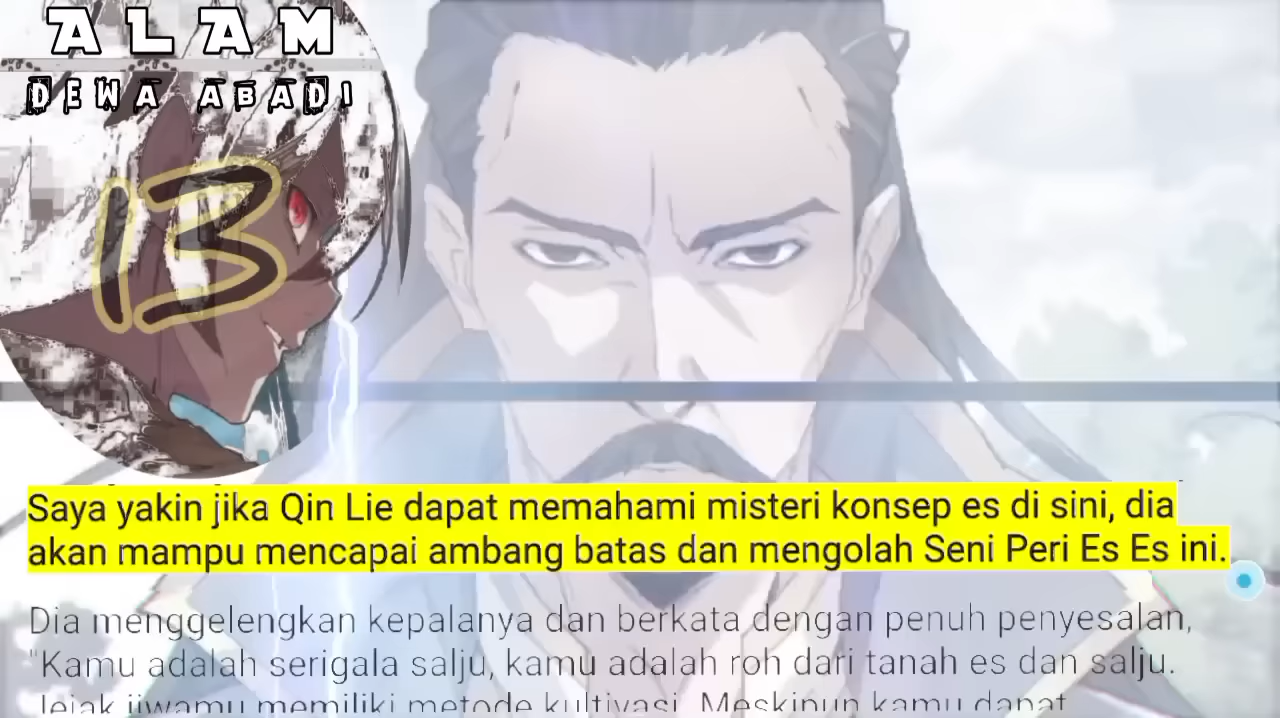 ALAM
DEWA ABADI
13
Saya yakin jika Qin Lie dapat memahami misteri konsep es di sini, dia
akan mampu mencapai ambang batas dan mengolah Seni Peri Es Es ini.
Dia menggelengkan kepalanya dan berkata dengan penuh penyesalan,
"Kamu adalah serigala salju, kamu adalah roh dari tanah es dan salju.
Jejak jiwamu memiliki metode kultivasi. Meskipun kamu dapat